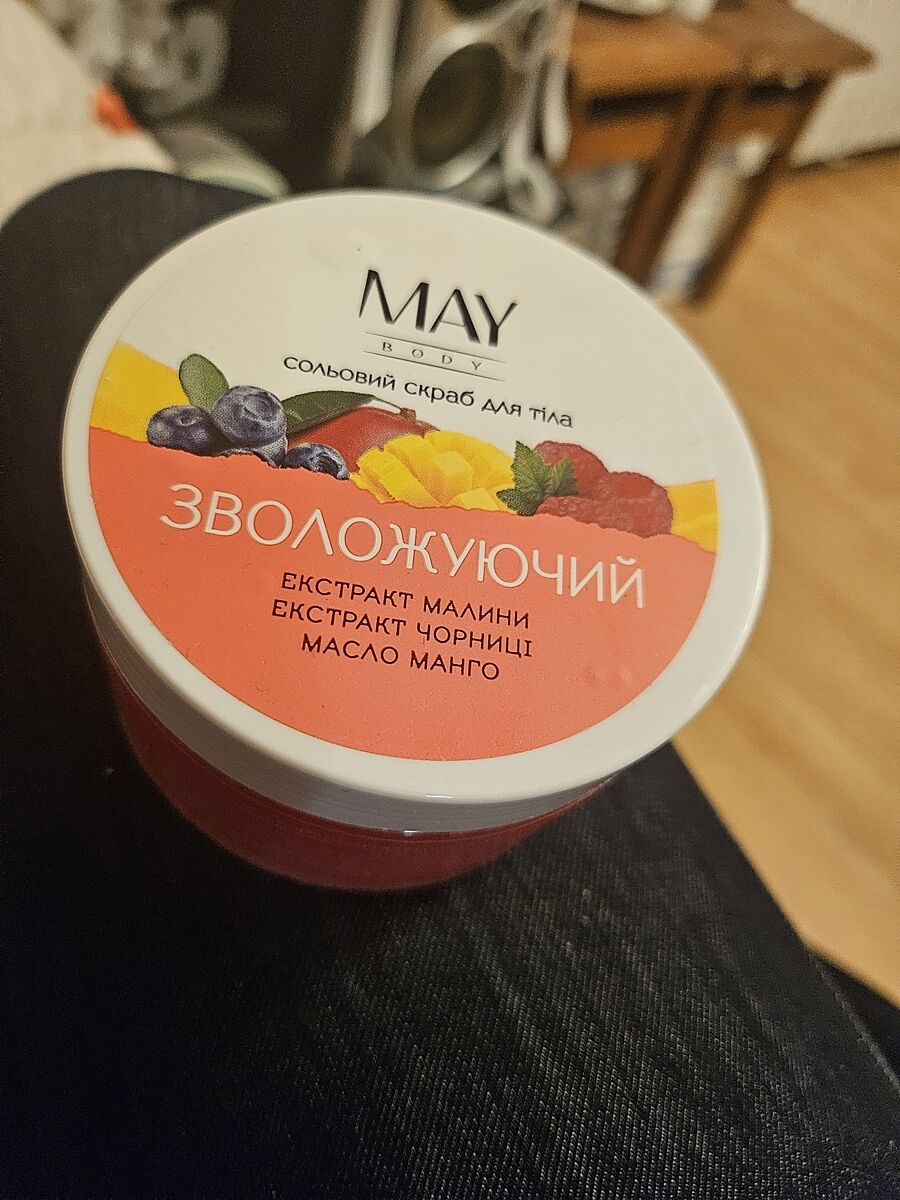 MAY
BODY
сольовий скраб для тіла
ЗВОЛОЖУЮЧИЙ
ЕКСТРАКТ МАЛИНИ
ЕКСТРАКТ ЧОРНИЦІ
МАСЛО МАНГО